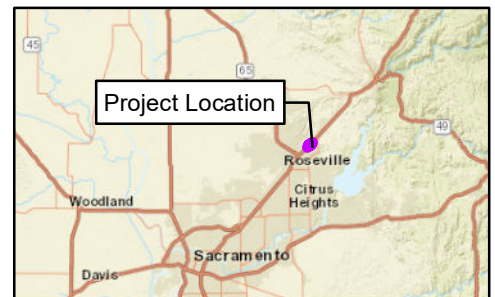 45
65
Project Location
49
Roseville
Citrus
Heights
Woodland
Sacramento
Davis